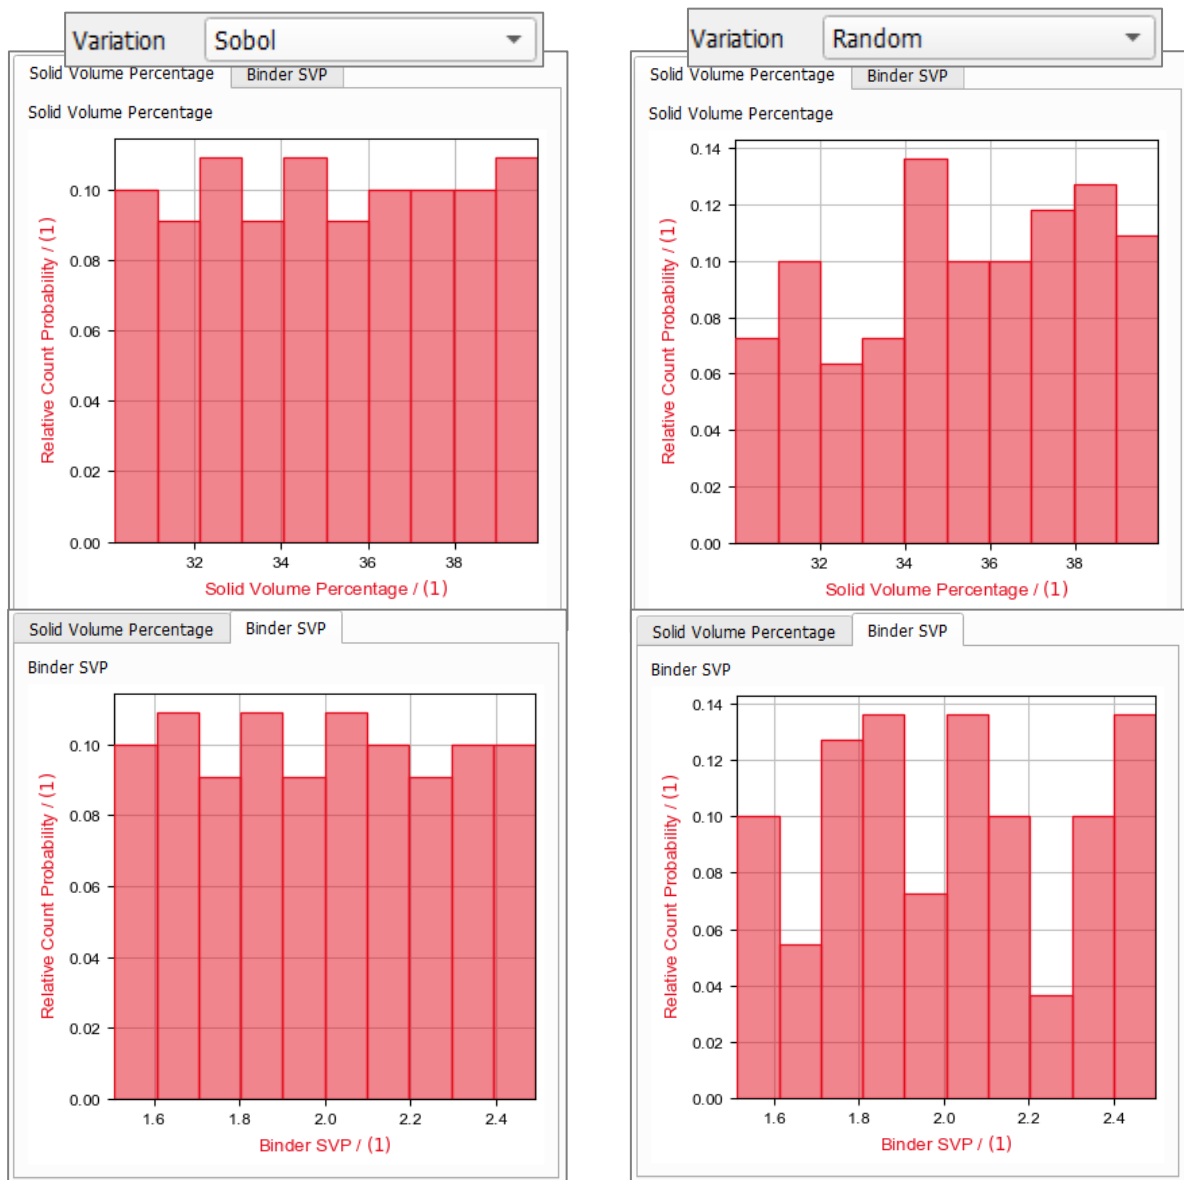 Variation Sobol
Solid Volume Percentage Binder SVP
Solid Volume Percentage
0.10
0.08
0.06
0.04
0.02
0.00
Relative Count Probability / (1)
32 34 36 38
Solid Volume Percentage / (1)
Variation Random
Solid Volume Percentage Binder SVP
Solid Volume Percentage
0.14
0.12
0.10
0.08
0.06
0.04
0.02
0.00
Relative Count Probability / (1)
32 34 36 38
Solid Volume Percentage / (1)
Solid Volume Percentage Binder SVP
Binder SVP
0.10
0.08
0.06
0.04
0.02
0.00
Relative Count Probability / (1)
1.6 1.8 2.0 2.2 2.4
Binder SVP / (1)
Solid Volume Percentage Binder SVP
Binder SVP
0.14
0.12
0.10
0.08
0.06
0.04
0.02
0.00
Relative Count Probability / (1)
1.6 1.8 2.0 2.2 2.4
Binder SVP / (1)